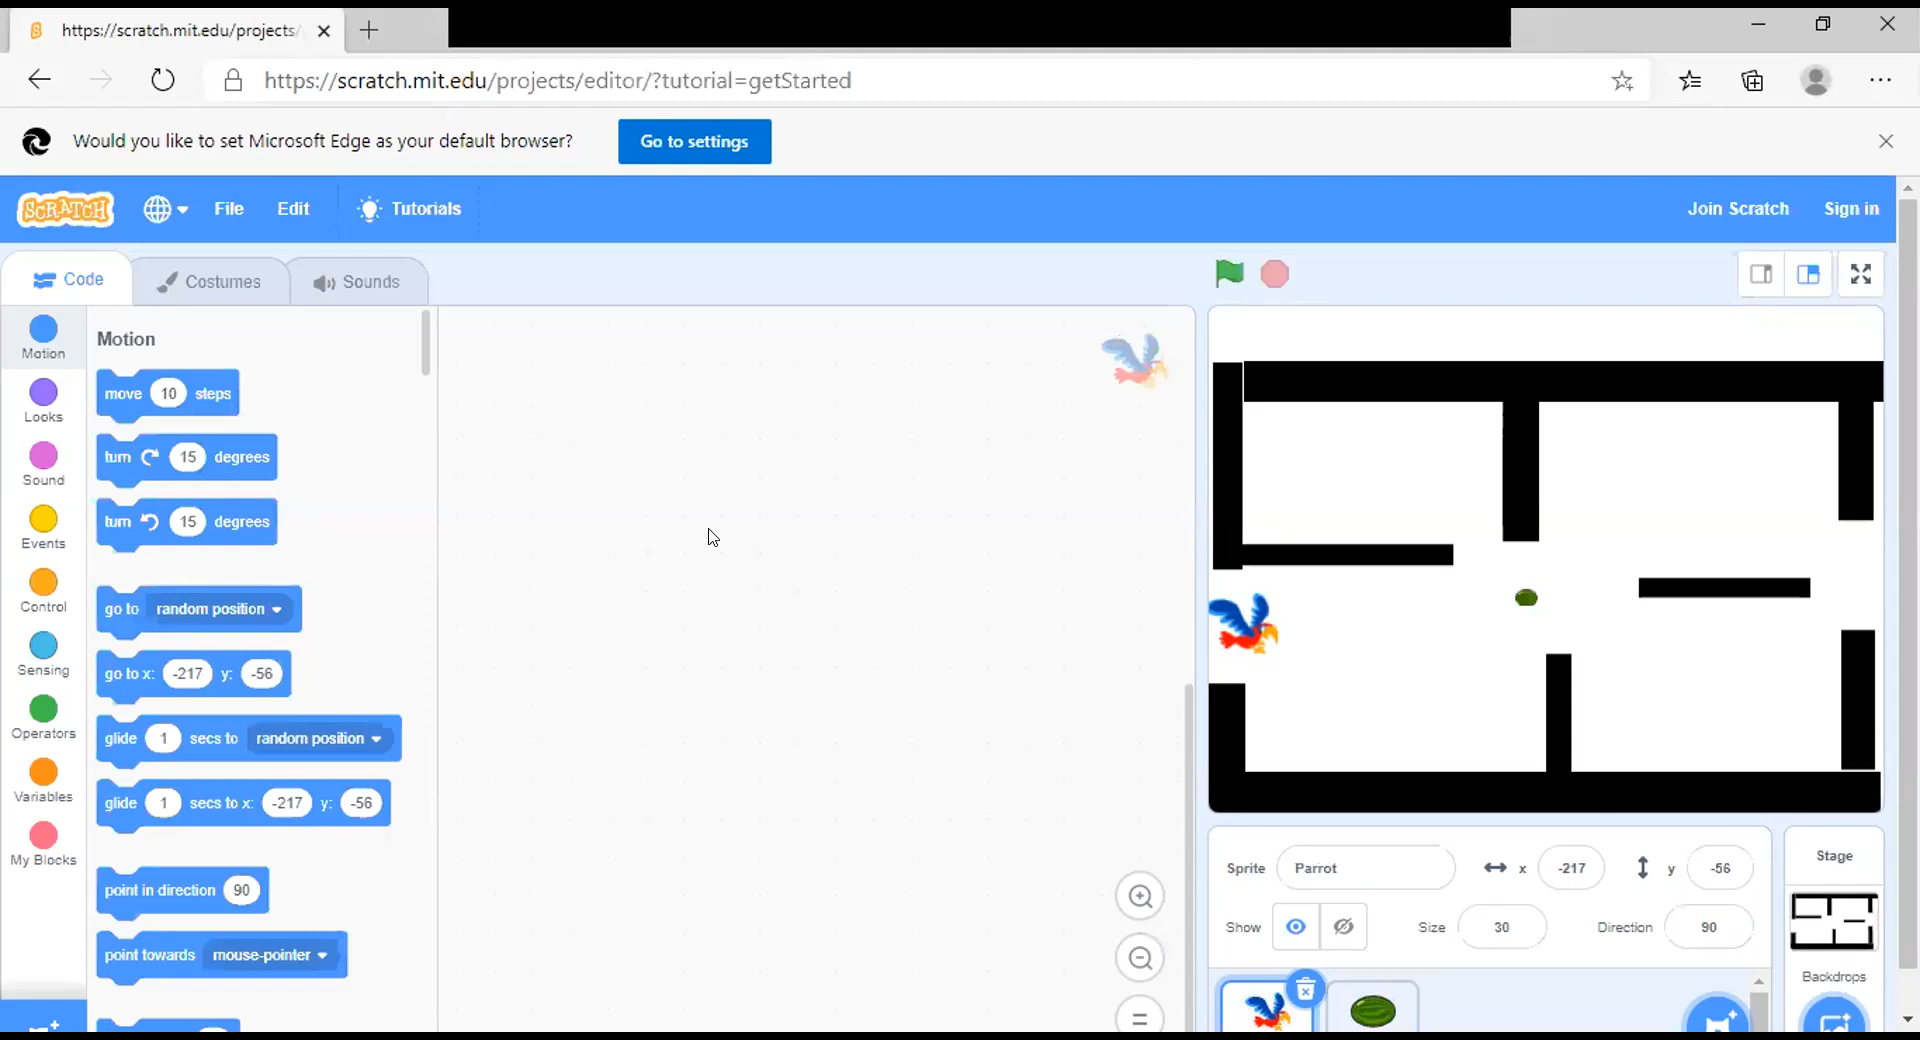 https://scratch.mit.edu/projects/
https://scratch.mit.edu/projects/editor/?tutorial=getStarted
Would you like to set Microsoft Edge as your default browser?
Go to settings
SCRATCH
File
Edit
Tutorials
Join Scratch
Sign in
Code
Costumes
Sounds
Motion
Looks
Sound
Events
Control
Sensing
Operators
Variables
My Blocks
Motion
move 10 steps
turn 15 degrees
turn 15 degrees
go to random position
go to x: -217 y: -56
glide 1 secs to random position
glide 1 secs to x: -217 y: -56
point in direction 90
point towards mouse-pointer
Sprite Parrot x -217 y -56
Show Size 30 Direction 90
Stage
Backdrops